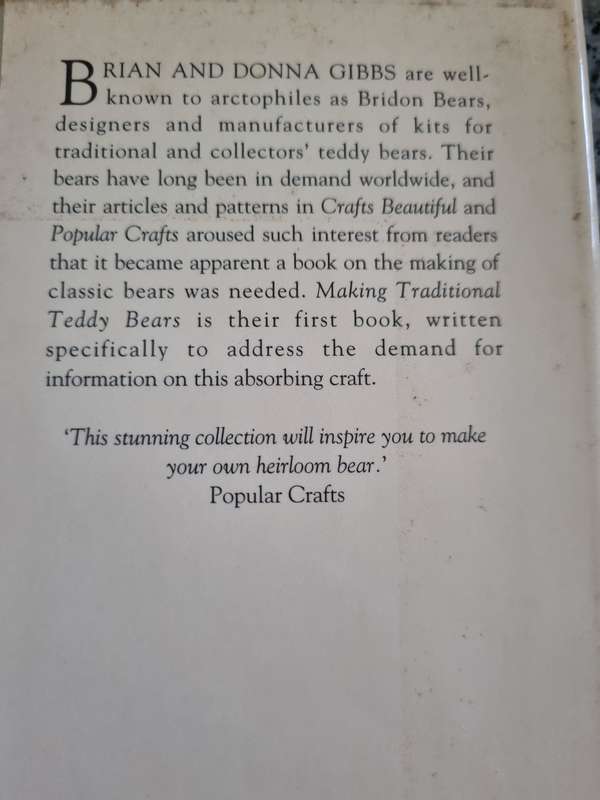 BRIAN AND DONNA GIBBS are well-
known to arctophiles as Bridon Bears,
designers and manufacturers of kits for
traditional and collectors' teddy bears. Their
bears have long been in demand worldwide, and
their articles and patterns in Crafts Beautiful and
Popular Crafts aroused such interest from readers
that it became apparent a book on the making of
classic bears was needed. Making Traditional
Teddy Bears is their first book, written
specifically to address the demand for
information on this absorbing craft.
'This stunning collection will inspire you to make
your own heirloom bear.'
Popular Crafts